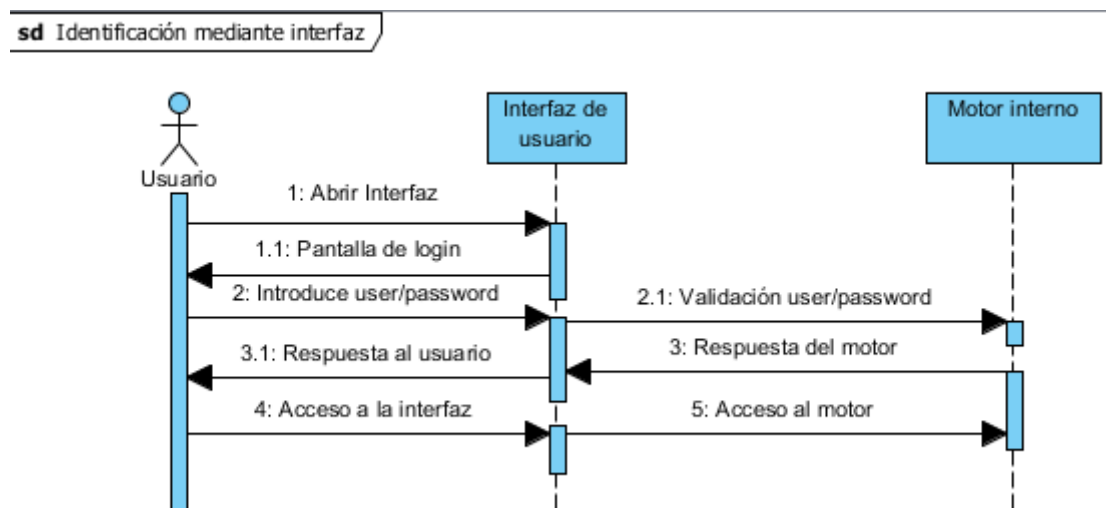 sd Identificación mediante interfaz
Interfaz de
usuario
Motor interno
Usuario
1: Abrir Interfaz
1.1: Pantalla de login
2: Introduce user/password
2.1: Validación user/password
3: Respuesta del motor
3.1: Respuesta al usuario
4: Acceso a la interfaz
5: Acceso al motor